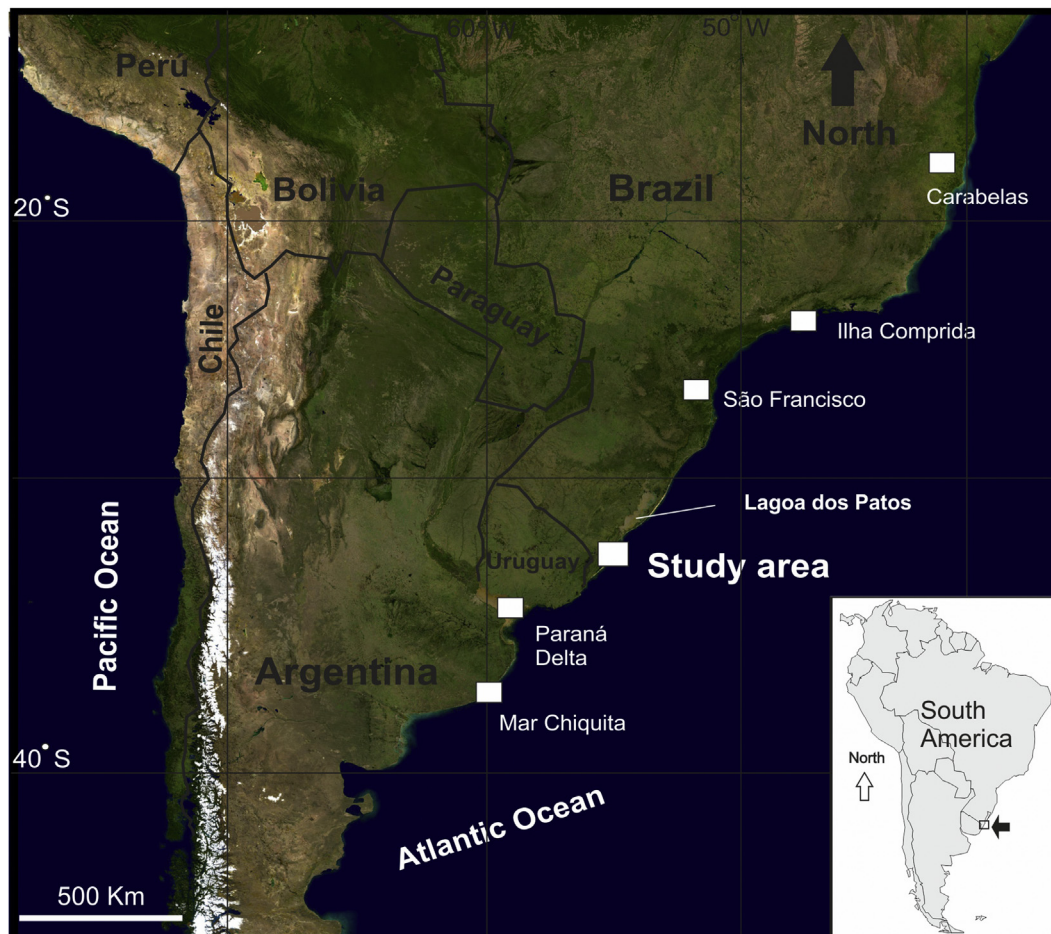 60° W
50° W
Perú
North
Carabelas
Bolivia
Brazil
20°S
Paraguay
Chile
Ilha Comprida
São Francisco
Lagoa dos Patos
Uruguay
Study area
Pacific Ocean
Paraná
Delta
Argentina
Mar Chiquita
40°S
Atlantic Ocean
500 Km
South
America
North